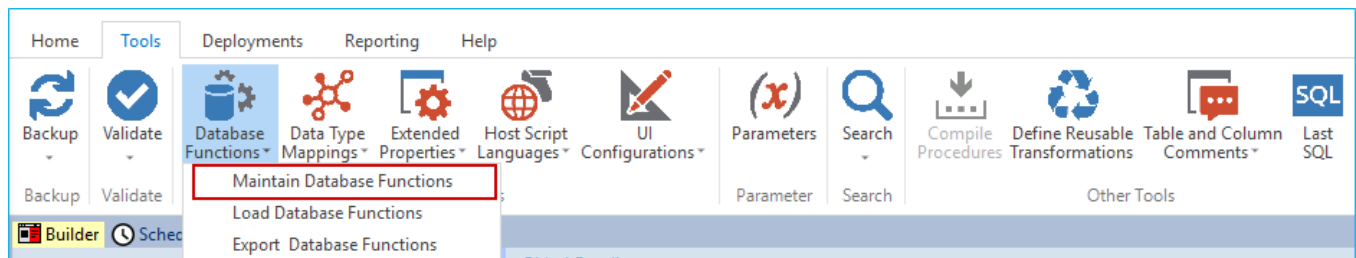 Home Tools Deployments Reporting Help
Backup Validate Database Data Type Extended Host Script UI Parameters Search Compile Define Reusable Table and Column Last
Functions Mappings Properties Languages Configurations Procedures Transformations Comments SQL
SQL
Backup Validate Parameter Search Other Tools
Maintain Database Functions
Load Database Functions
Export Database Functions
Builder